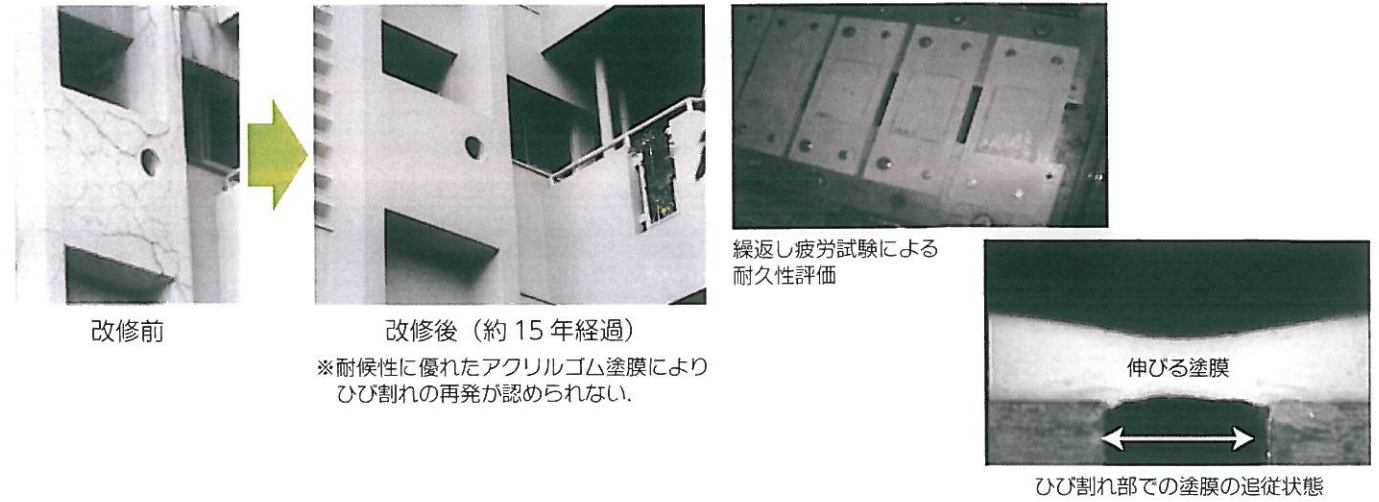 改修前
改修後（約 15 年経過）
※耐候性に優れたアクリルゴム塗膜により
ひび割れの再発が認められない.
繰返し疲労試験による
耐久性評価
伸びる塗膜
ひび割れ部での塗膜の追従状態